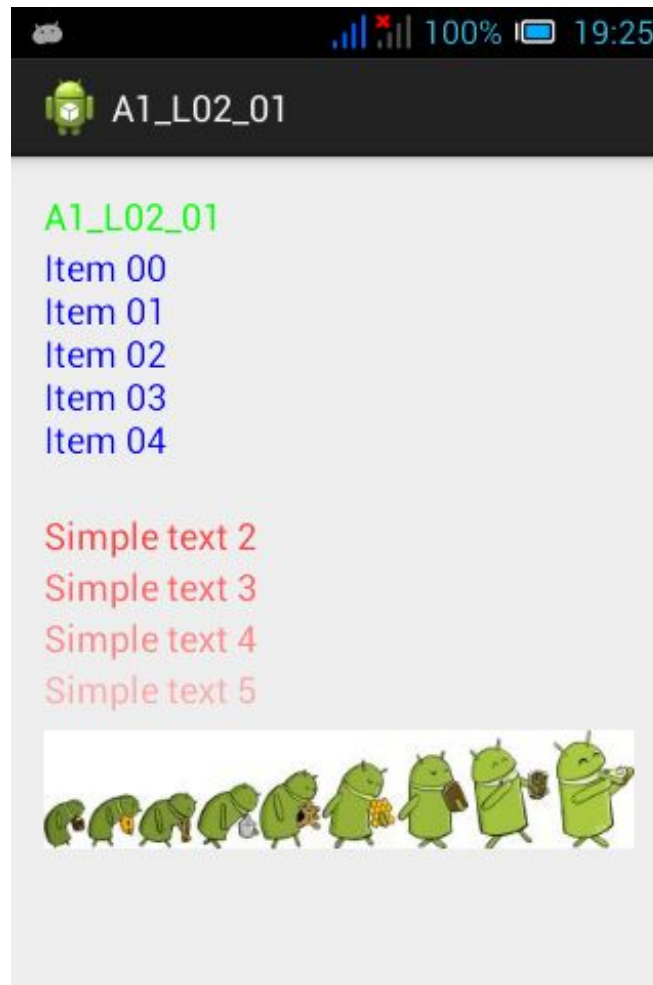 100% 19:25
A1_L02_01
A1_L02_01
Item 00
Item 01
Item 02
Item 03
Item 04
Simple text 2
Simple text 3
Simple text 4
Simple text 5